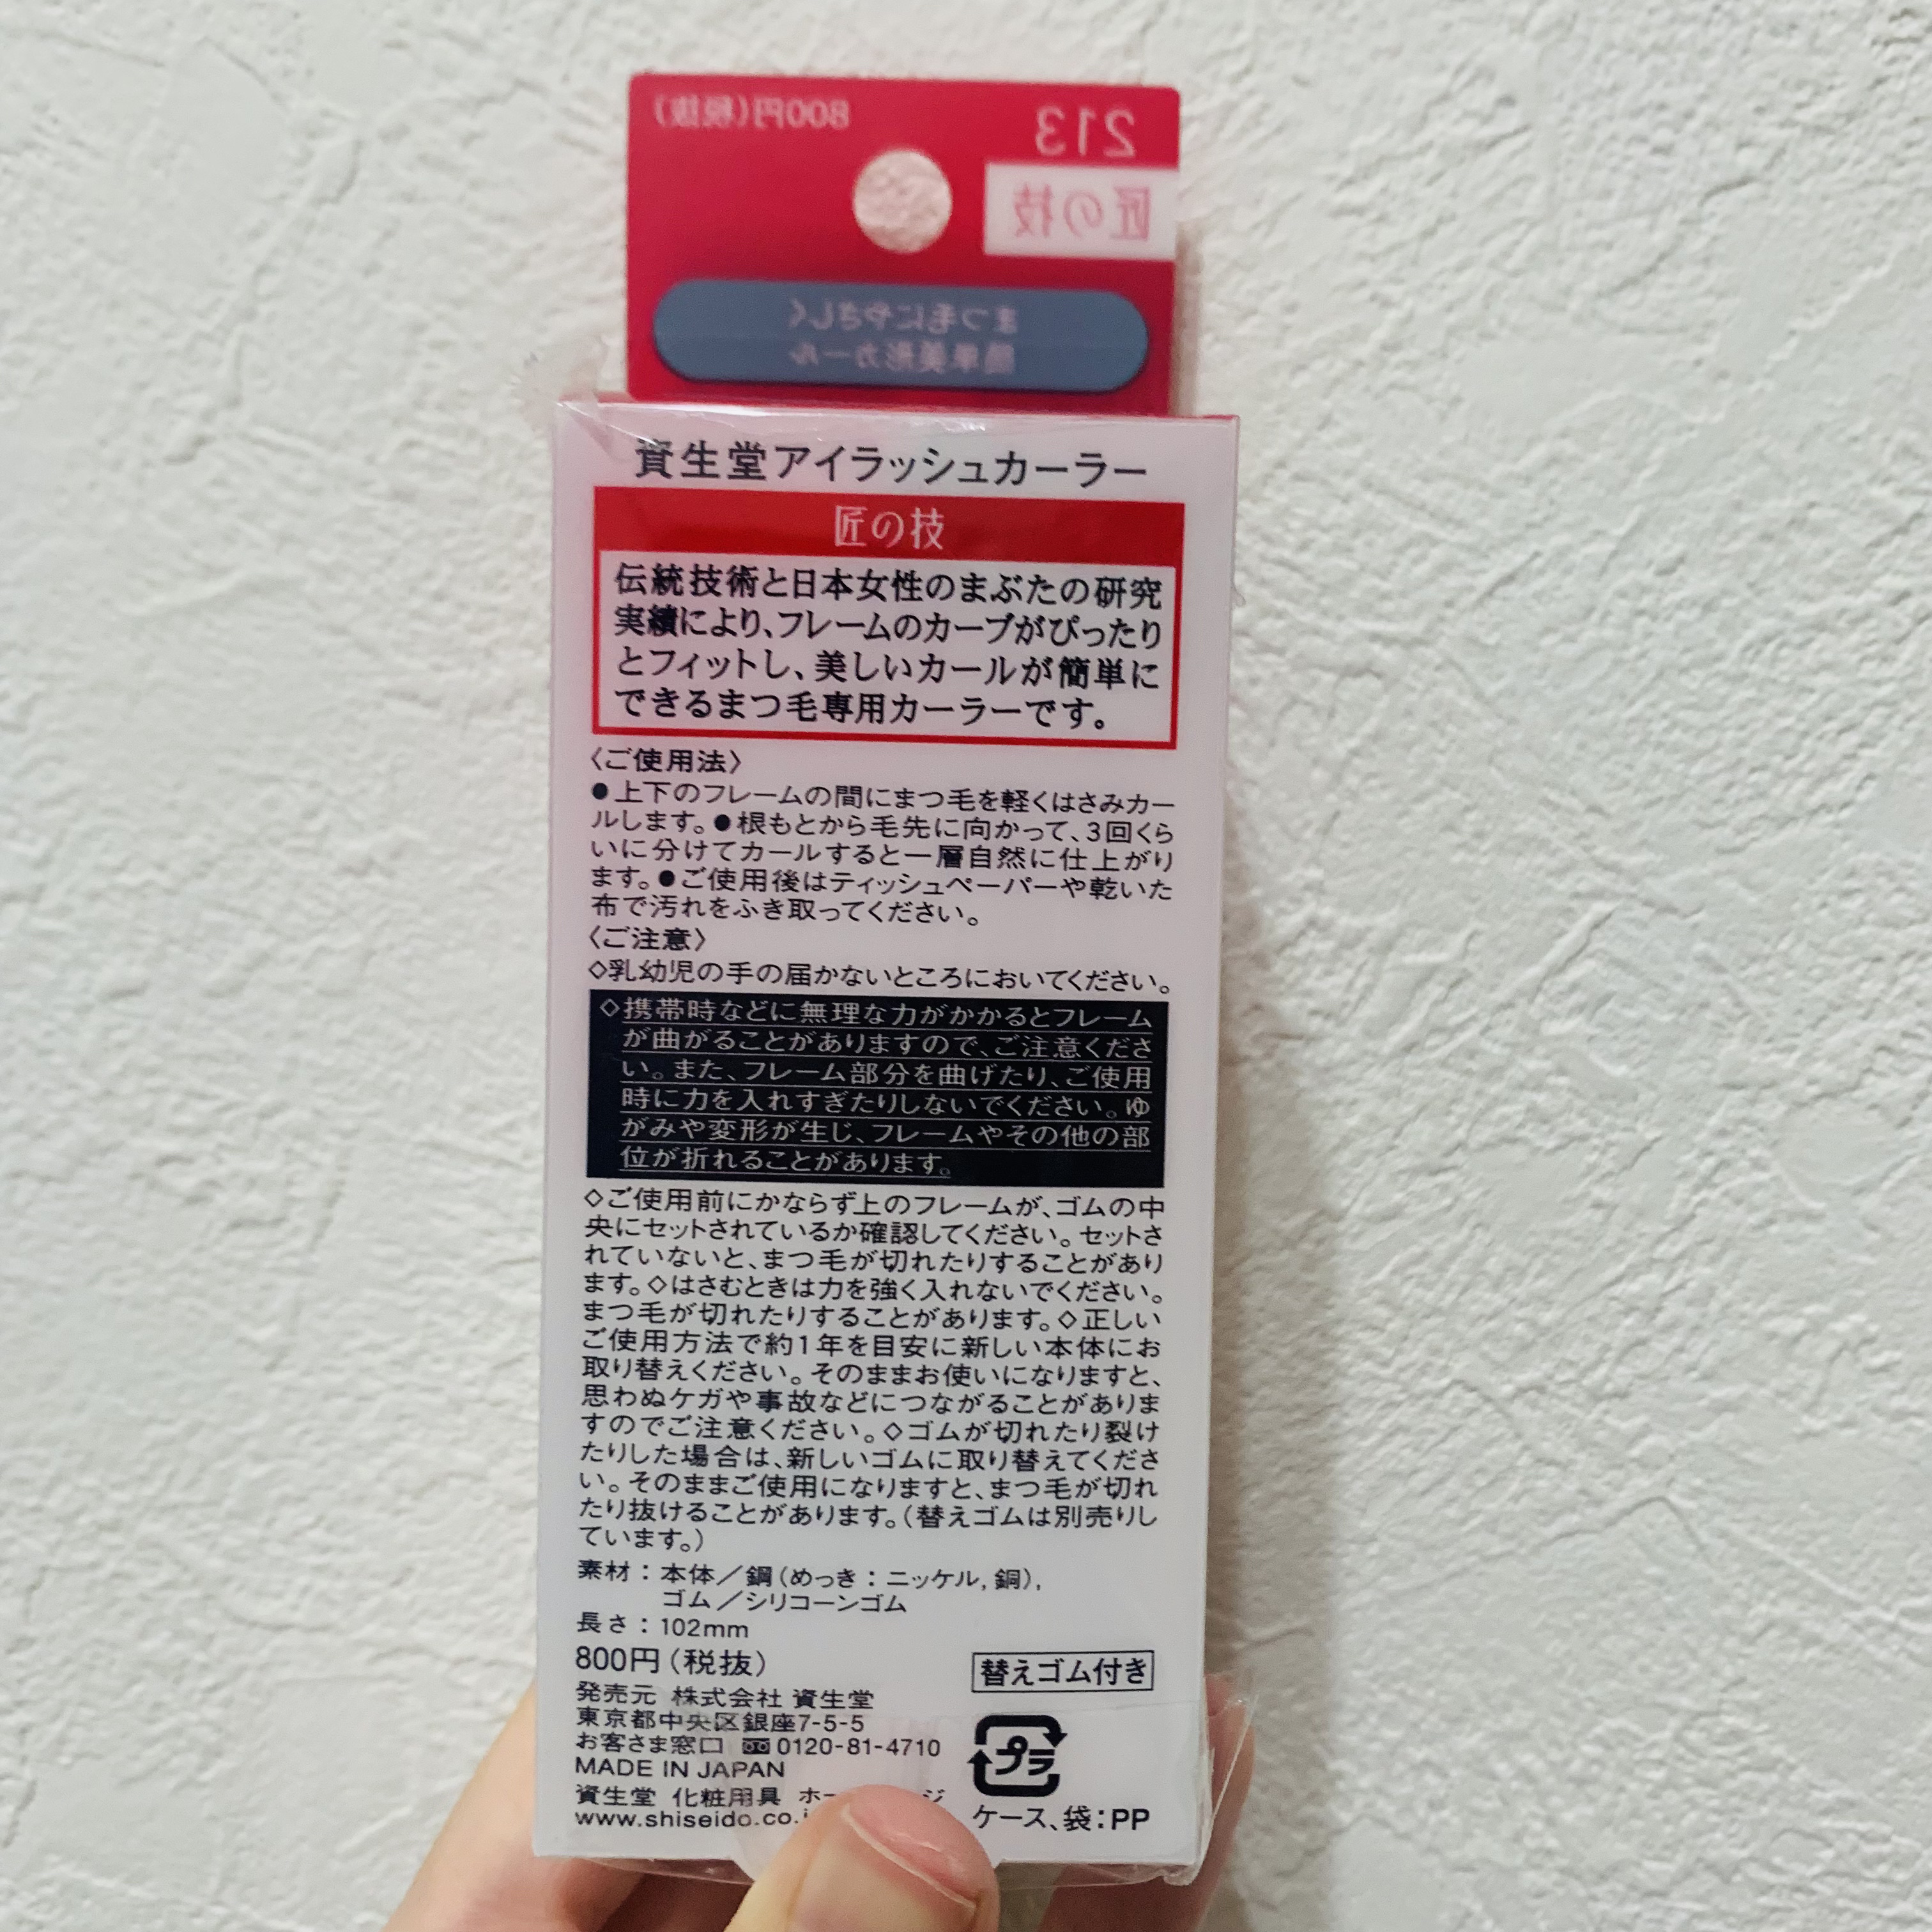 213
800円(税抜)
匠の技
まつ毛にやさしく
簡単美形カール
資生堂アイラッシュカーラー
匠の技
伝統技術と日本女性のまぶたの研究
実績により、フレームのカーブがぴったり
とフィットし、美しいカールが簡単に
できるまつ毛専用カーラーです。
〈ご使用法〉
●上下のフレームの間にまつ毛を軽くはさみカー
ルします。●根もとから毛先に向かって、3回くら
いに分けてカールすると一層自然に仕上がり
ます。●ご使用後はティッシュペーパーや乾いた
布で汚れをふき取ってください。
〈ご注意〉
◇乳幼児の手の届かないところにおいてください。
◇携帯時などに無理な力がかかるとフレーム
が曲がることがありますので、ご注意くださ
い。また、フレーム部分を曲げたり、ご使用
時に力を入れすぎたりしないでください。ゆ
がみや変形が生じ、フレームやその他の部
位が折れることがあります。
◇ご使用前にかならず上のフレームが、ゴムの中
央にセットされているか確認してください。セットさ
れていないと、まつ毛が切れたりすることがあり
ます。◇はさむときは力を強く入れないでください。
まつ毛が切れたりすることがあります。◇正しい
ご使用方法で約1年を目安に新しい本体にお
取り替えください。そのままお使いになりますと、
思わぬケガや事故などにつながることがありま
すのでご注意ください。◇ゴムが切れたり裂け
たりした場合は、新しいゴムに取り替えてくださ
い。そのままご使用になりますと、まつ毛が切れ
たり抜けることがあります。(替えゴムは別売りし
ています。)
素材：本体／鋼(めっき：ニッケル,銅),
ゴム／シリコーンゴム
長さ：102mm
800円(税抜)
替えゴム付き
発売元 株式会社 資生堂
東京都中央区銀座7-5-5
お客さま窓口 0120-81-4710
MADE IN JAPAN
資生堂 化粧用具 ホー ジ
www.shiseido.co.j
プラ
ケース、袋：PP